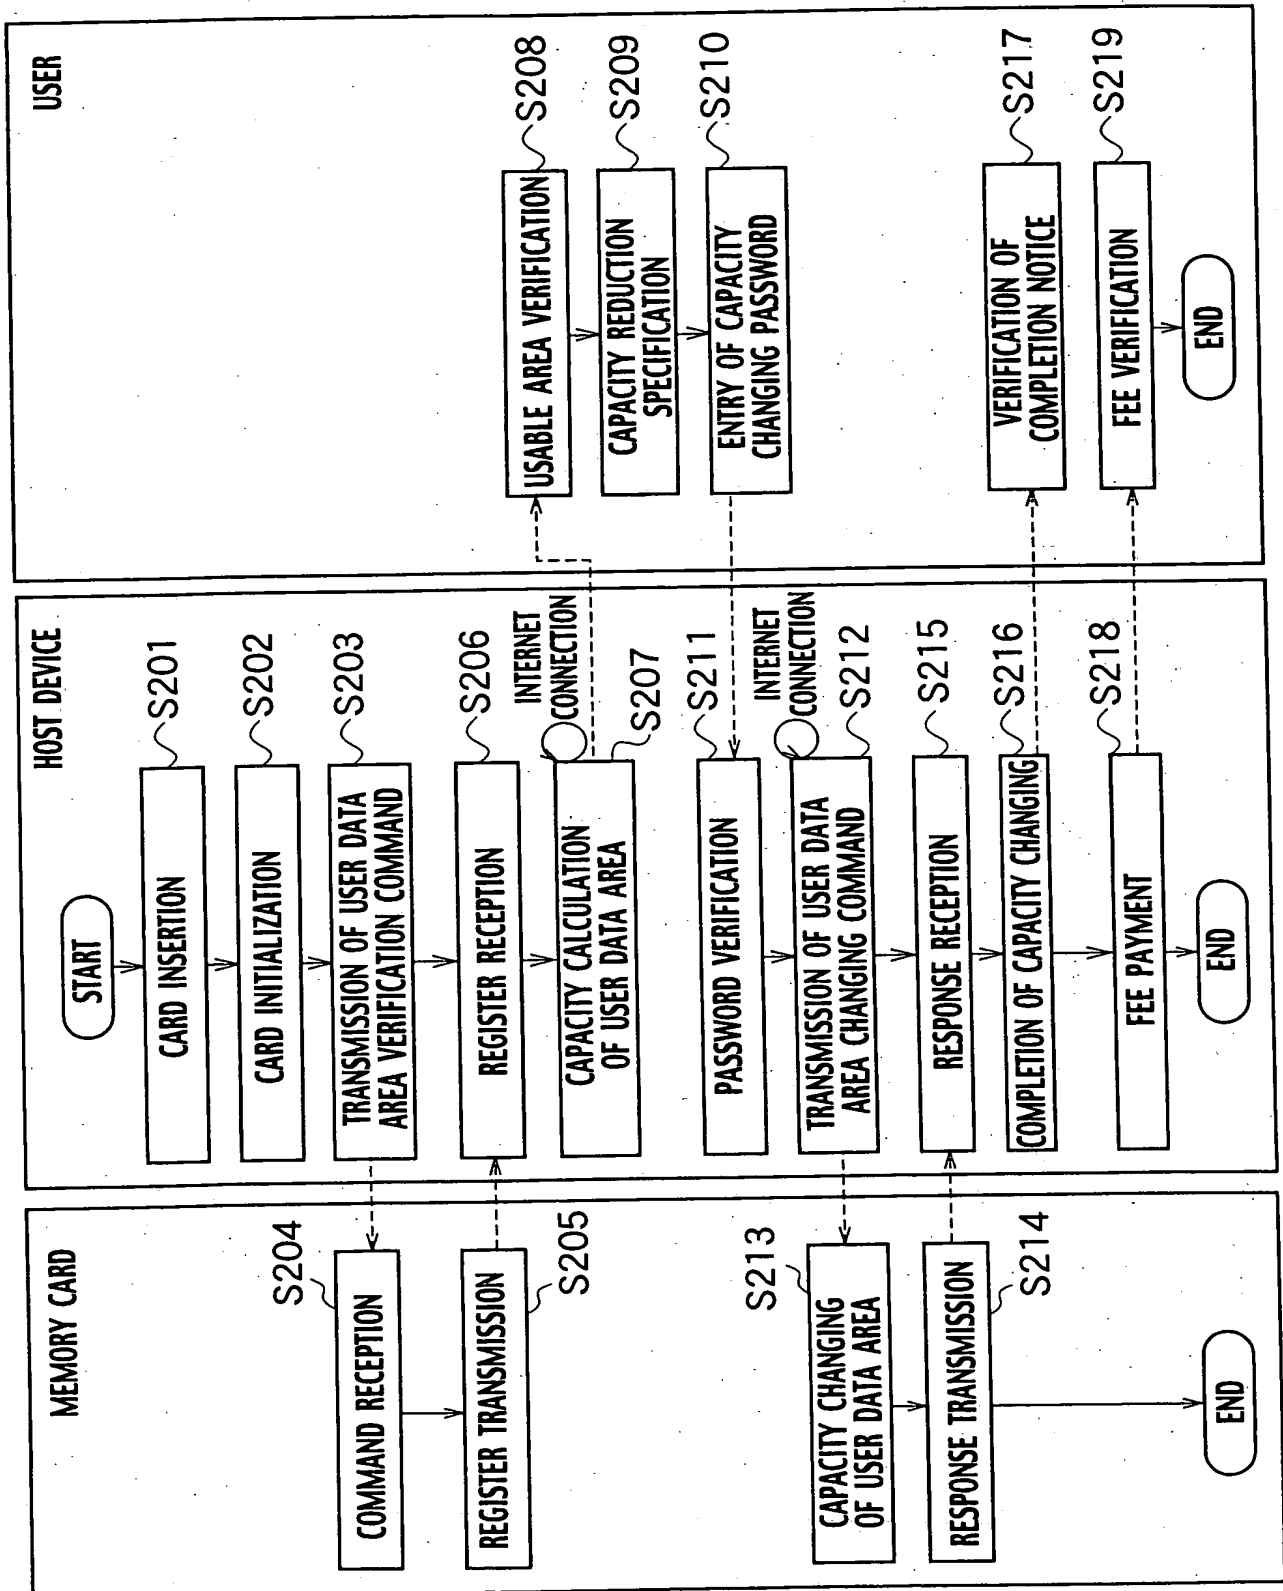 MEMORY CARD
S204
COMMAND RECEPTION
REGISTER TRANSMISSION
S205
S213
CAPACITY CHANGING
OF USER DATA AREA
RESPONSE TRANSMISSION
S214
END
HOST DEVICE
START
S201
CARD INSERTION
S202
CARD INITIALIZATION
S203
TRANSMISSION OF USER DATA
AREA VERIFICATION COMMAND
S206
REGISTER RECEPTION
INTERNET
CONNECTION
CAPACITY CALCULATION
OF USER DATA AREA
S207
S211
PASSWORD VERIFICATION
INTERNET
CONNECTION
TRANSMISSION OF USER DATA
AREA CHANGING COMMAND
S212
S215
RESPONSE RECEPTION
S216
COMPLETION OF CAPACITY CHANGING
S218
FEE PAYMENT
END
USER
S208
USABLE AREA VERIFICATION
S209
CAPACITY REDUCTION
SPECIFICATION
S210
ENTRY OF CAPACITY
CHANGING PASSWORD
S217
VERIFICATION OF
COMPLETION NOTICE
S219
FEE VERIFICATION
END